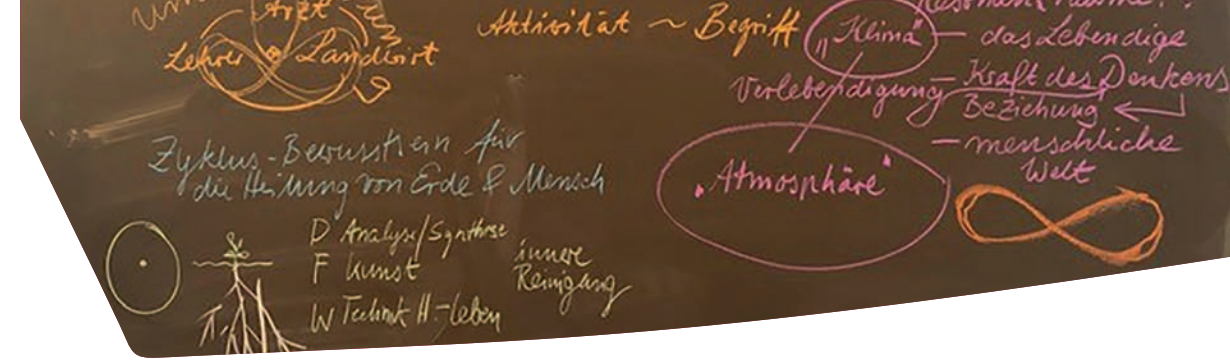 Arzt
Lehrer Landwirt
Aktivität ~ Begriff
"Klima" – das Lebendige
Verlebendigung – Kraft des Denkens
Beziehung ←
– menschliche
Welt
"Atmosphäre"
Zyklus-Bewusstsein für
die Heilung von Erde & Mensch
D Analyse/Synthese
F Kunst
W Technik H.-leben
innere
Reinigung